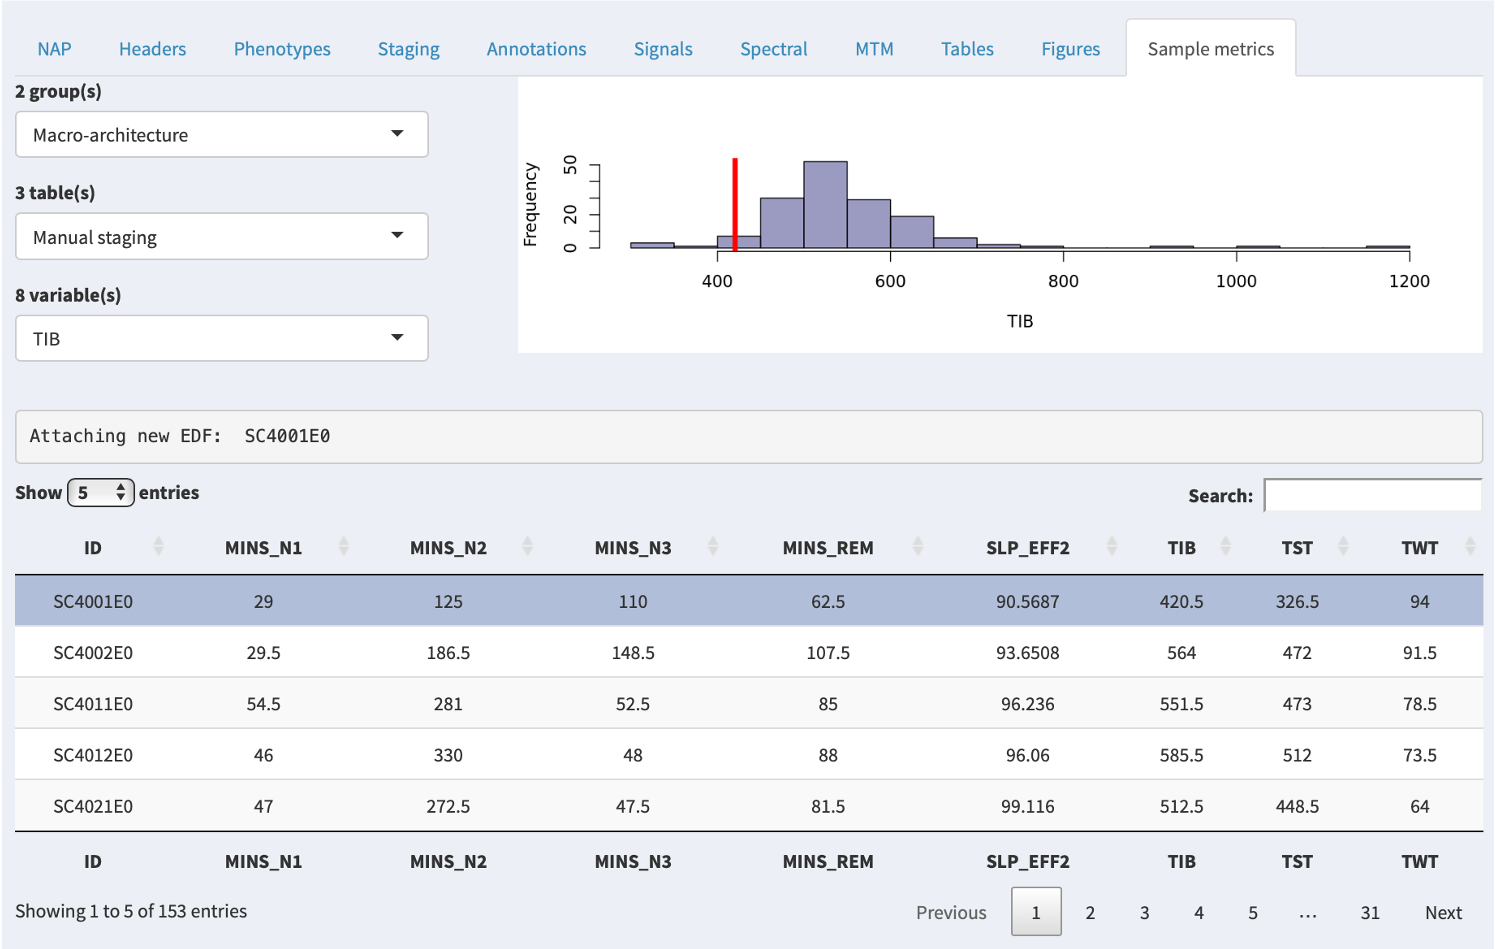 NAP Headers Phenotypes Staging Annotations Signals Spectral MTM Tables Figures Sample metrics
2 group(s)
Macro-architecture
3 table(s)
Manual staging
8 variable(s)
TIB
Frequency
50
20
0
400 600 800 1000 1200
TIB
Attaching new EDF:  SC4001E0
Show 5 entries
Search:
ID MINS_N1 MINS_N2 MINS_N3 MINS_REM SLP_EFF2 TIB TST TWT
SC4001E0 29 125 110 62.5 90.5687 420.5 326.5 94
SC4002E0 29.5 186.5 148.5 107.5 93.6508 564 472 91.5
SC4011E0 54.5 281 52.5 85 96.236 551.5 473 78.5
SC4012E0 46 330 48 88 96.06 585.5 512 73.5
SC4021E0 47 272.5 47.5 81.5 99.116 512.5 448.5 64
ID MINS_N1 MINS_N2 MINS_N3 MINS_REM SLP_EFF2 TIB TST TWT
Showing 1 to 5 of 153 entries
Previous 1 2 3 4 5 ... 31 Next